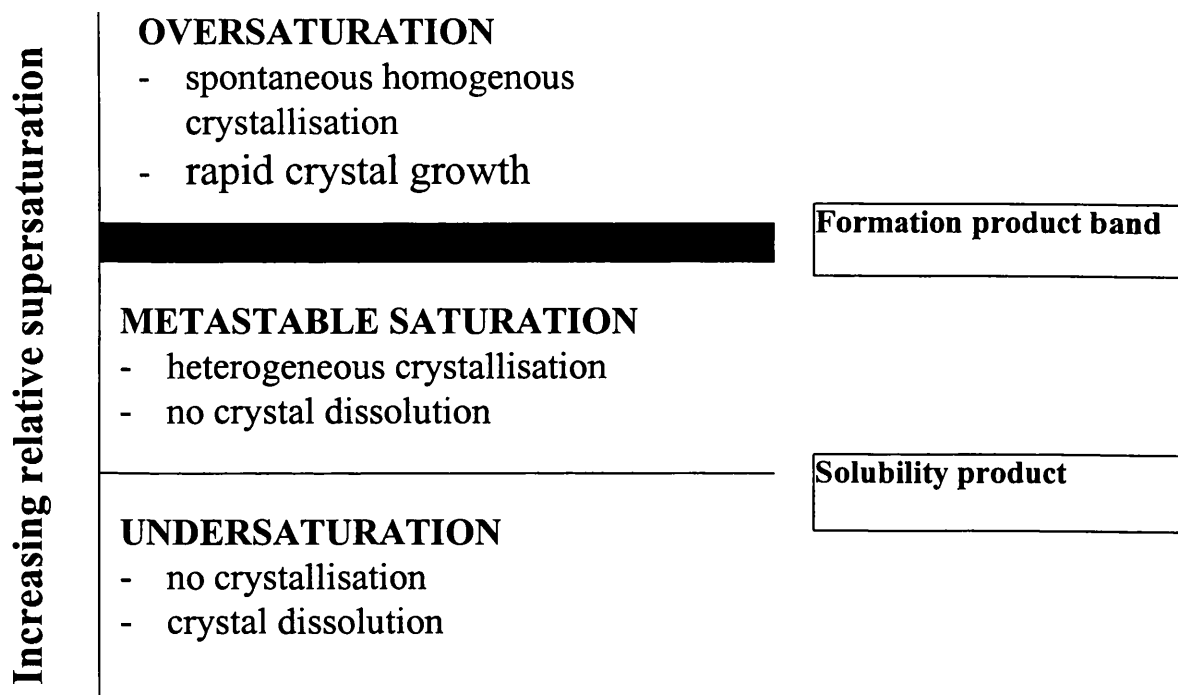 Increasing relative supersaturation
OVERSATURATION
- spontaneous homogenous
crystallisation
- rapid crystal growth
Formation product band
METASTABLE SATURATION
- heterogeneous crystallisation
- no crystal dissolution
Solubility product
UNDERSATURATION
- no crystallisation
- crystal dissolution